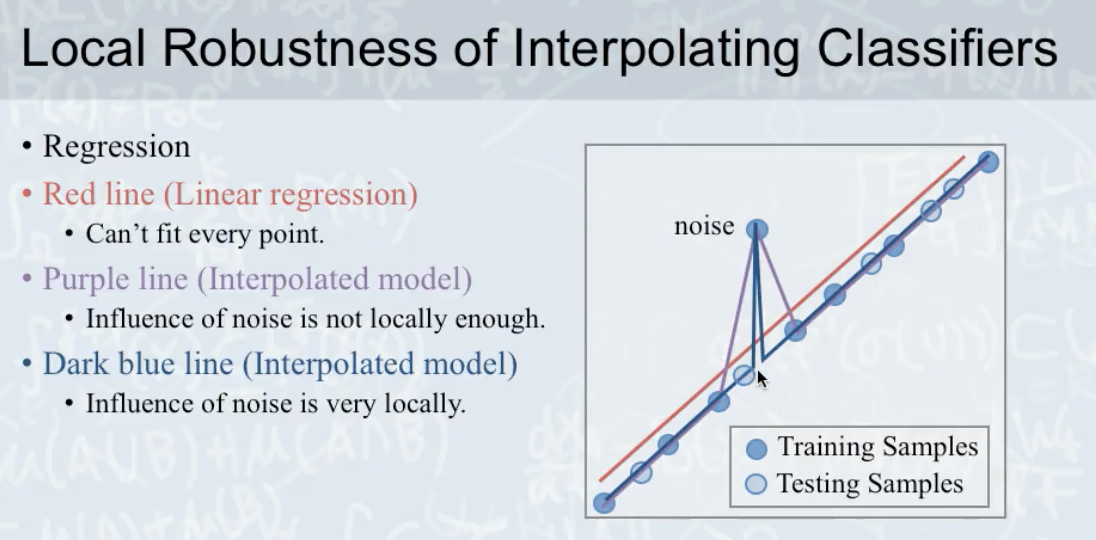 Local Robustness of Interpolating Classifiers
• Regression
• Red line (Linear regression)
• Can't fit every point.
• Purple line (Interpolated model)
• Influence of noise is not locally enough.
• Dark blue line (Interpolated model)
• Influence of noise is very locally.
noise
Training Samples
Testing Samples